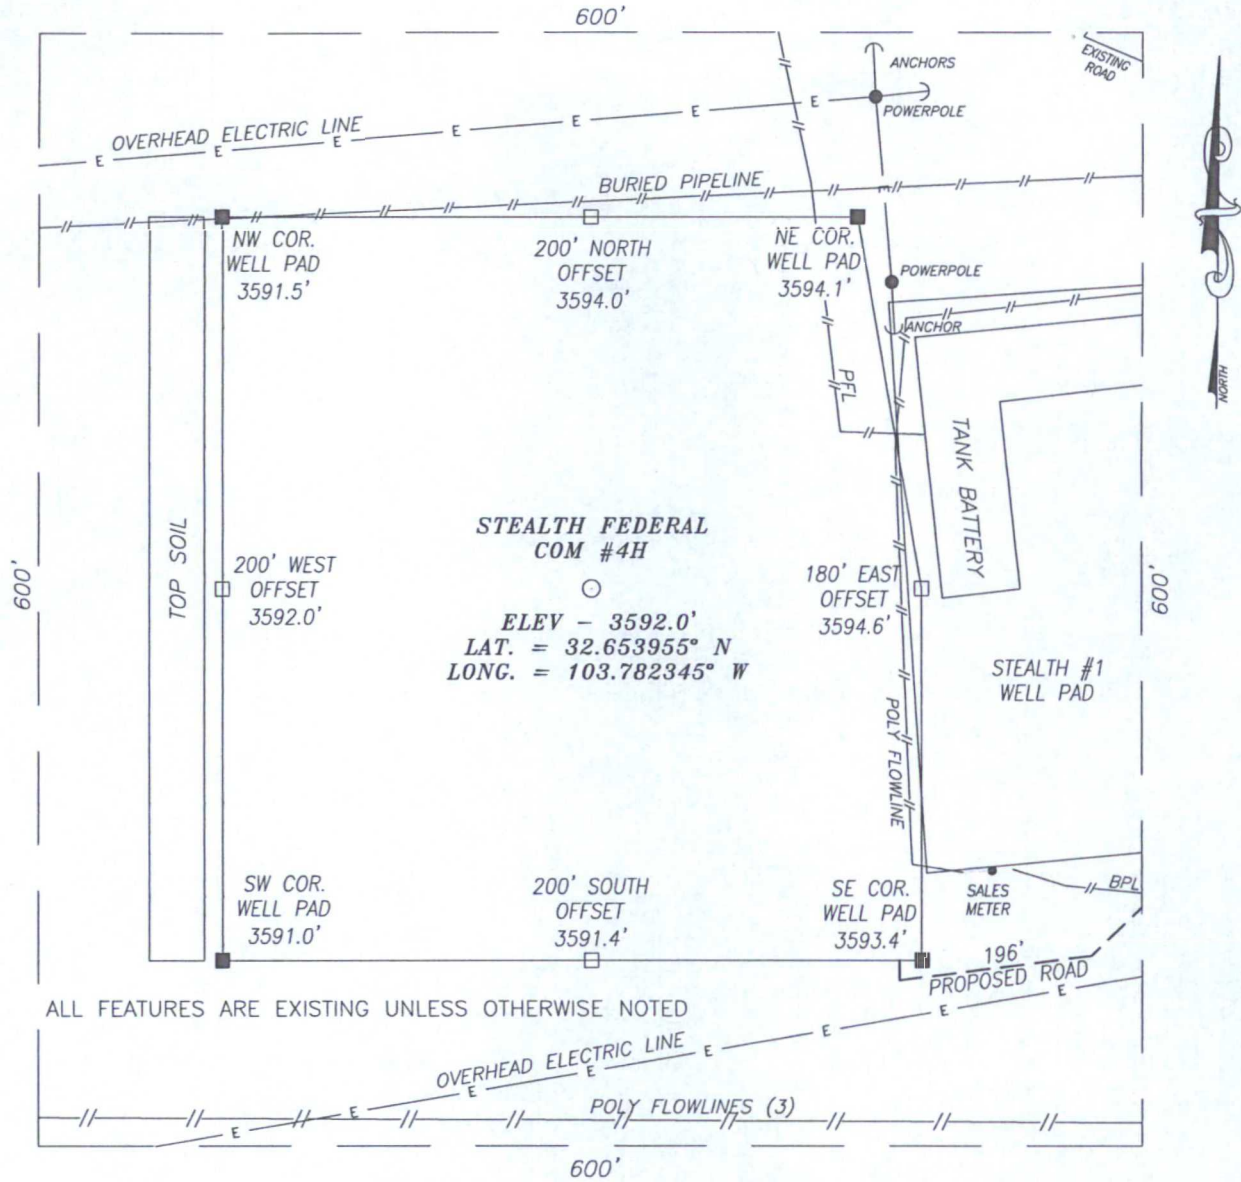 600'
EXISTING
ROAD
ANCHORS
POWERPOLE
OVERHEAD ELECTRIC LINE
E E E E E E E
BURIED PIPELINE
E
NW COR.
WELL PAD
3591.5'
200' NORTH
OFFSET
3594.0'
NE COR.
WELL PAD
3594.1'
POWERPOLE
ANCHOR
NORTH
PFL
TANK BATTERY
TOP SOIL
600'
200' WEST
OFFSET
3592.0'
STEALTH FEDERAL
COM #4H
ELEV - 3592.0'
LAT. = 32.653955° N
LONG. = 103.782345° W
180' EAST
OFFSET
3594.6'
600'
STEALTH #1
WELL PAD
POLY FLOWLINE
SW COR.
WELL PAD
3591.0'
200' SOUTH
OFFSET
3591.4'
SE COR.
WELL PAD
3593.4'
SALES
METER
BPL
196'
PROPOSED ROAD
ALL FEATURES ARE EXISTING UNLESS OTHERWISE NOTED
OVERHEAD ELECTRIC LINE
E E E E E E E E
POLY FLOWLINES (3)
600'